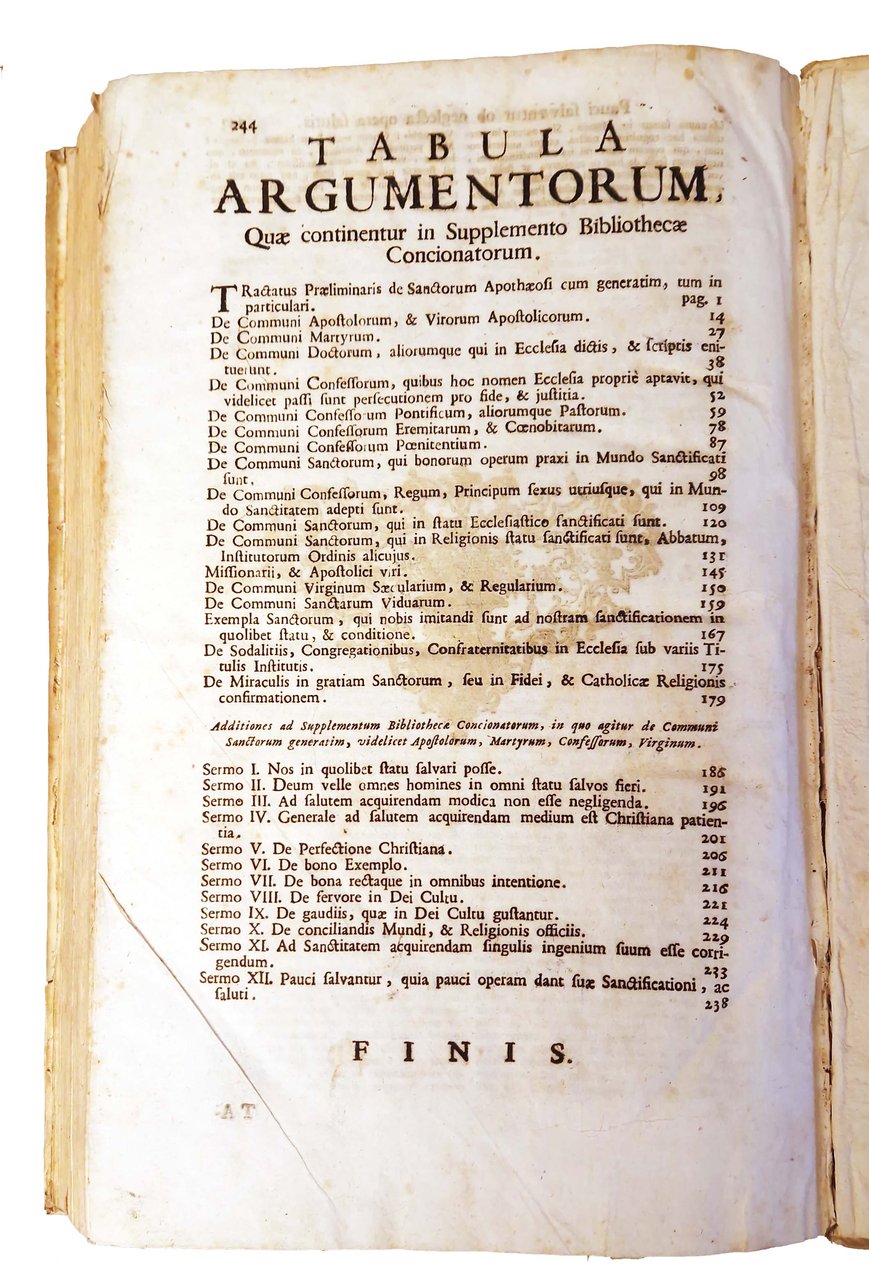 244
TABULA
ARGUMENTORUM,
Quæ continentur in Supplemento Bibliothecæ
Concionatorum.
TRactatus Præliminaris de Sanctorum Apothæosi cum generatim, tum in
particulari. pag. 1
De Communi Apostolorum, & Virorum Apostolicorum. 14
De Communi Martyrum. 27
De Communi Doctorum, aliorumque qui in Ecclesia dictis, & scriptis eni-
tuerunt. 38
De Communi Confessorum, quibus hoc nomen Ecclesia propriè aptavit, qui
videlicet passi sunt persecutionem pro fide, & justitia. 52
De Communi Confessorum Pontificum, aliorumque Pastorum. 59
De Communi Confessorum Eremitarum, & Cœnobitarum. 78
De Communi Confessorum Pœnitentium. 87
De Communi Sanctorum, qui bonorum operum praxi in Mundo Sanctificati
sunt. 98
De Communi Confessorum, Regum, Principum sexus utriusque, qui in Mun-
do Sanctitatem adepti sunt. 109
De Communi Sanctorum, qui in statu Ecclesiastico sanctificati sunt. 120
De Communi Sanctorum, qui in Religionis statu sanctificati sunt, Abbatum,
Institutorum Ordinis alicujus. 131
Missionarii, & Apostolici viri. 145
De Communi Virginum Sæcularium, & Regularium. 150
De Communi Sanctarum Viduarum. 159
Exempla Sanctorum, qui nobis imitandi sunt ad nostram sanctificationem in
quolibet statu, & conditione. 167
De Sodalitiis, Congregationibus, Confraternitatibus in Ecclesia sub variis Ti-
tulis Institutis. 175
De Miraculis in gratiam Sanctorum, seu in Fidei, & Catholicæ Religionis
confirmationem. 179
Additiones ad Supplementum Bibliothecæ Concionatorum, in quo agitur de Communi
Sanctorum generatim, videlicet Apostolorum, Martyrum, Confessorum, Virginum.
Sermo I. Nos in quolibet statu salvari posse. 186
Sermo II. Deum velle omnes homines in omni statu salvos fieri. 191
Sermo III. Ad salutem acquirendam modica non esse negligenda. 196
Sermo IV. Generale ad salutem acquirendam medium est Christiana patien-
tia. 201
Sermo V. De Perfectione Christiana. 206
Sermo VI. De bono Exemplo. 211
Sermo VII. De bona rectaque in omnibus intentione. 216
Sermo VIII. De fervore in Dei Cultu. 221
Sermo IX. De gaudiis, quæ in Dei Cultu gustantur. 224
Sermo X. De conciliandis Mundi, & Religionis officiis. 229
Sermo XI. Ad Sanctitatem acquirendam singulis ingenium suum esse corri-
gendum. 233
Sermo XII. Pauci salvantur, quia pauci operam dant suæ Sanctificationi, ac
saluti. 238
FINIS.